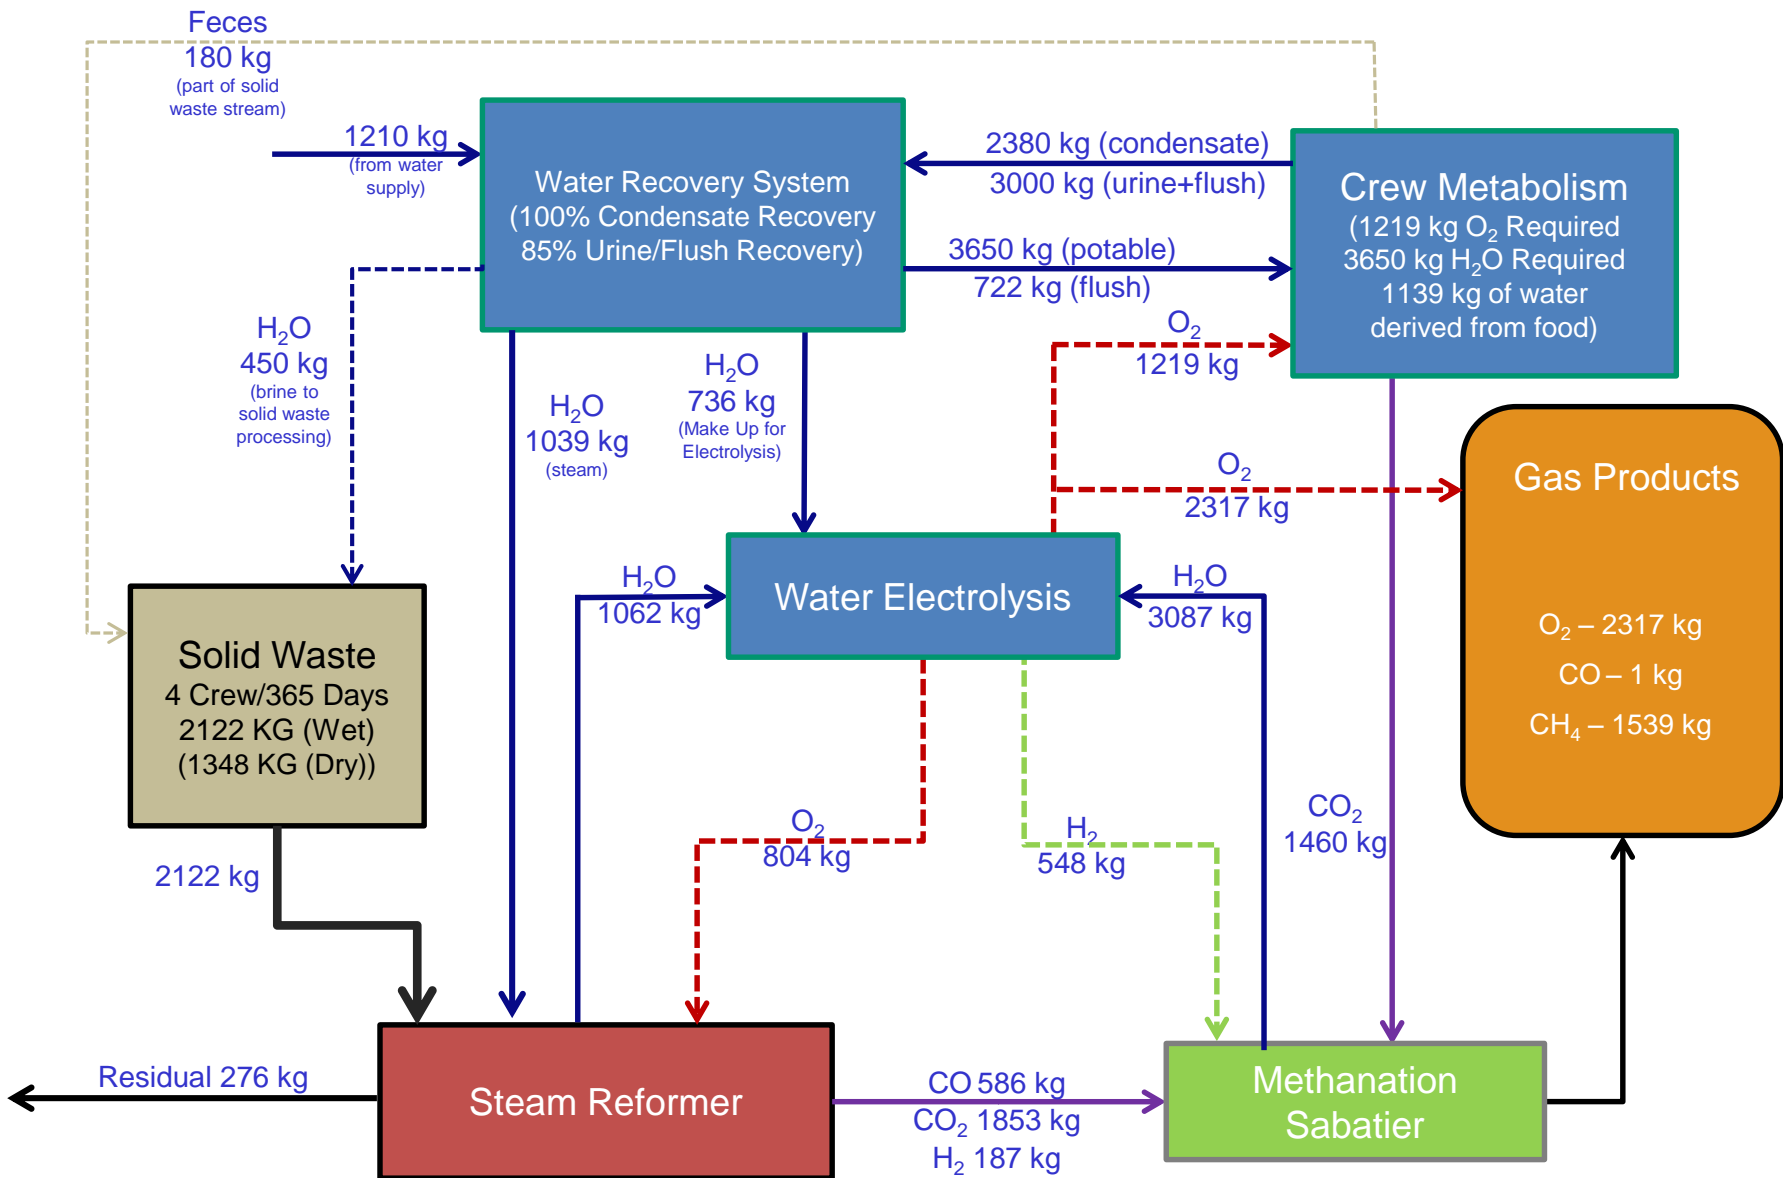 Feces
180 kg
(part of solid
waste stream)
1210 kg
(from water
supply)
Water Recovery System
(100% Condensate Recovery
85% Urine/Flush Recovery)
2380 kg (condensate)
3000 kg (urine+flush)
3650 kg (potable)
722 kg (flush)
Crew Metabolism
(1219 kg O₂ Required
3650 kg H₂O Required
1139 kg of water
derived from food)
H₂O
450 kg
(brine to
solid waste
processing)
H₂O
1039 kg
(steam)
H₂O
736 kg
(Make Up for
Electrolysis)
O₂
1219 kg
O₂
2317 kg
Gas Products
O₂ – 2317 kg
CO – 1 kg
CH₄ – 1539 kg
H₂O
1062 kg
Water Electrolysis
H₂O
3087 kg
Solid Waste
4 Crew/365 Days
2122 KG (Wet)
(1348 KG (Dry))
2122 kg
O₂
804 kg
H₂
548 kg
CO₂
1460 kg
Residual 276 kg
Steam Reformer
CO 586 kg
CO₂ 1853 kg
H₂ 187 kg
Methanation
Sabatier